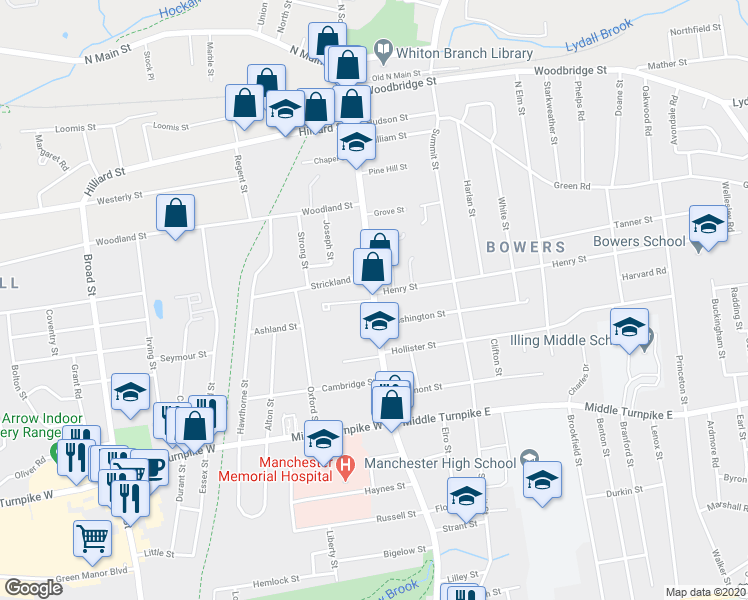 Hockan
Union
North St
N S
N Main St
N Main
Marble St
Stock Pl
Whiton Branch Library
Old N Main St
Woodbridge St
Woodbridge St
Lydall Brook
Northfield St
Mather St
Lyd
Loomis St
Loomis St
Hilliard
Hudson St
William St
N Elm St
Starkweather St
Phelps Rd
Doane St
Oakwood Rd
Avondale Rd
Margaret Rd
Hilliard St
Regent St
Chapel
Pine Hill St
Summit St
Harlan St
White St
Green Rd
Wellesley Rd
Westerly St
Woodland St
Woodland St
Grove St
Joseph St
Strong St
Tanner St
BOWERS
Bowers School
Henry St
Henry St
Harvard Rd
LL
Broad St
Strickland
Radding St
Buckingham St
Coventry St
Irving St
Ashland St
Washington St
Seymour St
Hollister St
Illing Middle School
Clifton St
Princeton St
Bolton St
Grant Rd
Hawthorne St
Alton St
Oxford S
Cambridge S
mont St
Charles Dr
Arrow Indoor
ery Range
Middle Turnpike W
Middle Turnpike E
Middle Turnpike E
Elro St
Brookfield St
Benton St
Branford St
Lenox St
Ardmore Rd
Earl St
Oliver Rd
Turnpike W
Turnpike W
Durant St
Essex St
Manchester
Memorial Hospital
Manchester High School
Byron
Haynes St
Durkin St
Marshall R
Russell St
Flo
Strant St
Liberty St
Little St
Bigelow St
Walker St
Green Manor Blvd
Hemlock St
Lilley St
Brook
Google
Map data ©2020